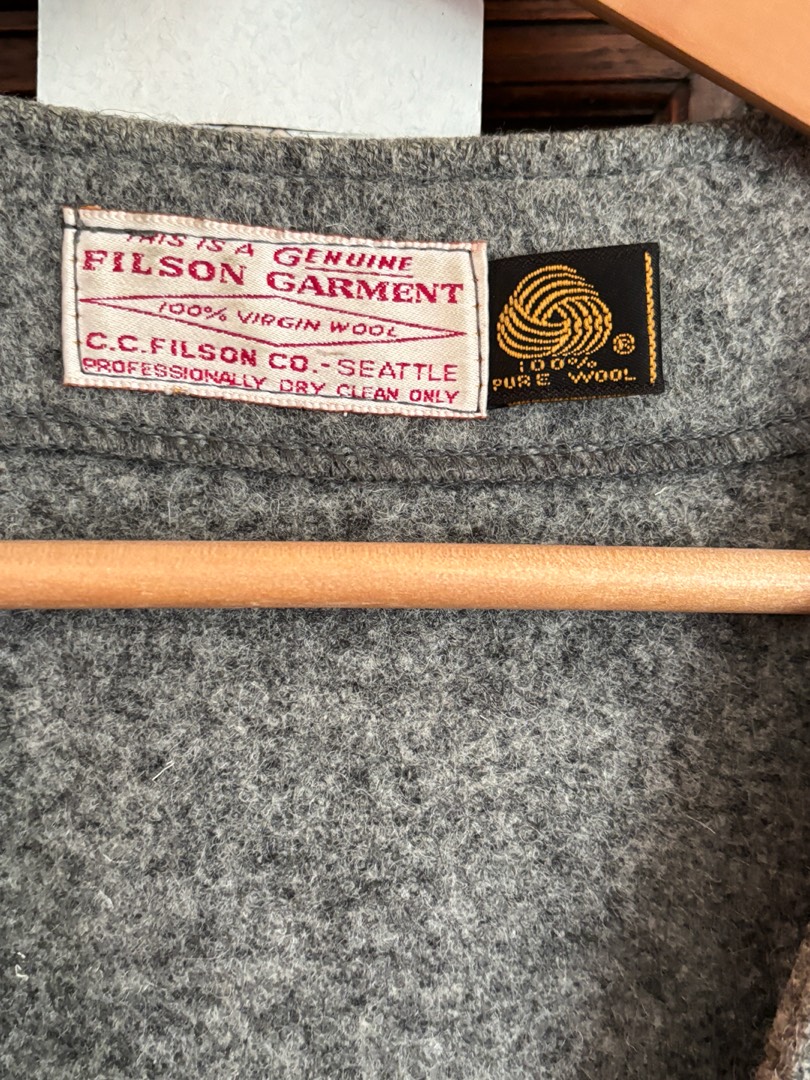 THIS IS A GENUINE
FILSON GARMENT
100% VIRGIN WOOL
C.C. FILSON CO. - SEATTLE
PROFESSIONALLY DRY CLEAN ONLY
®
100%
PURE WOOL